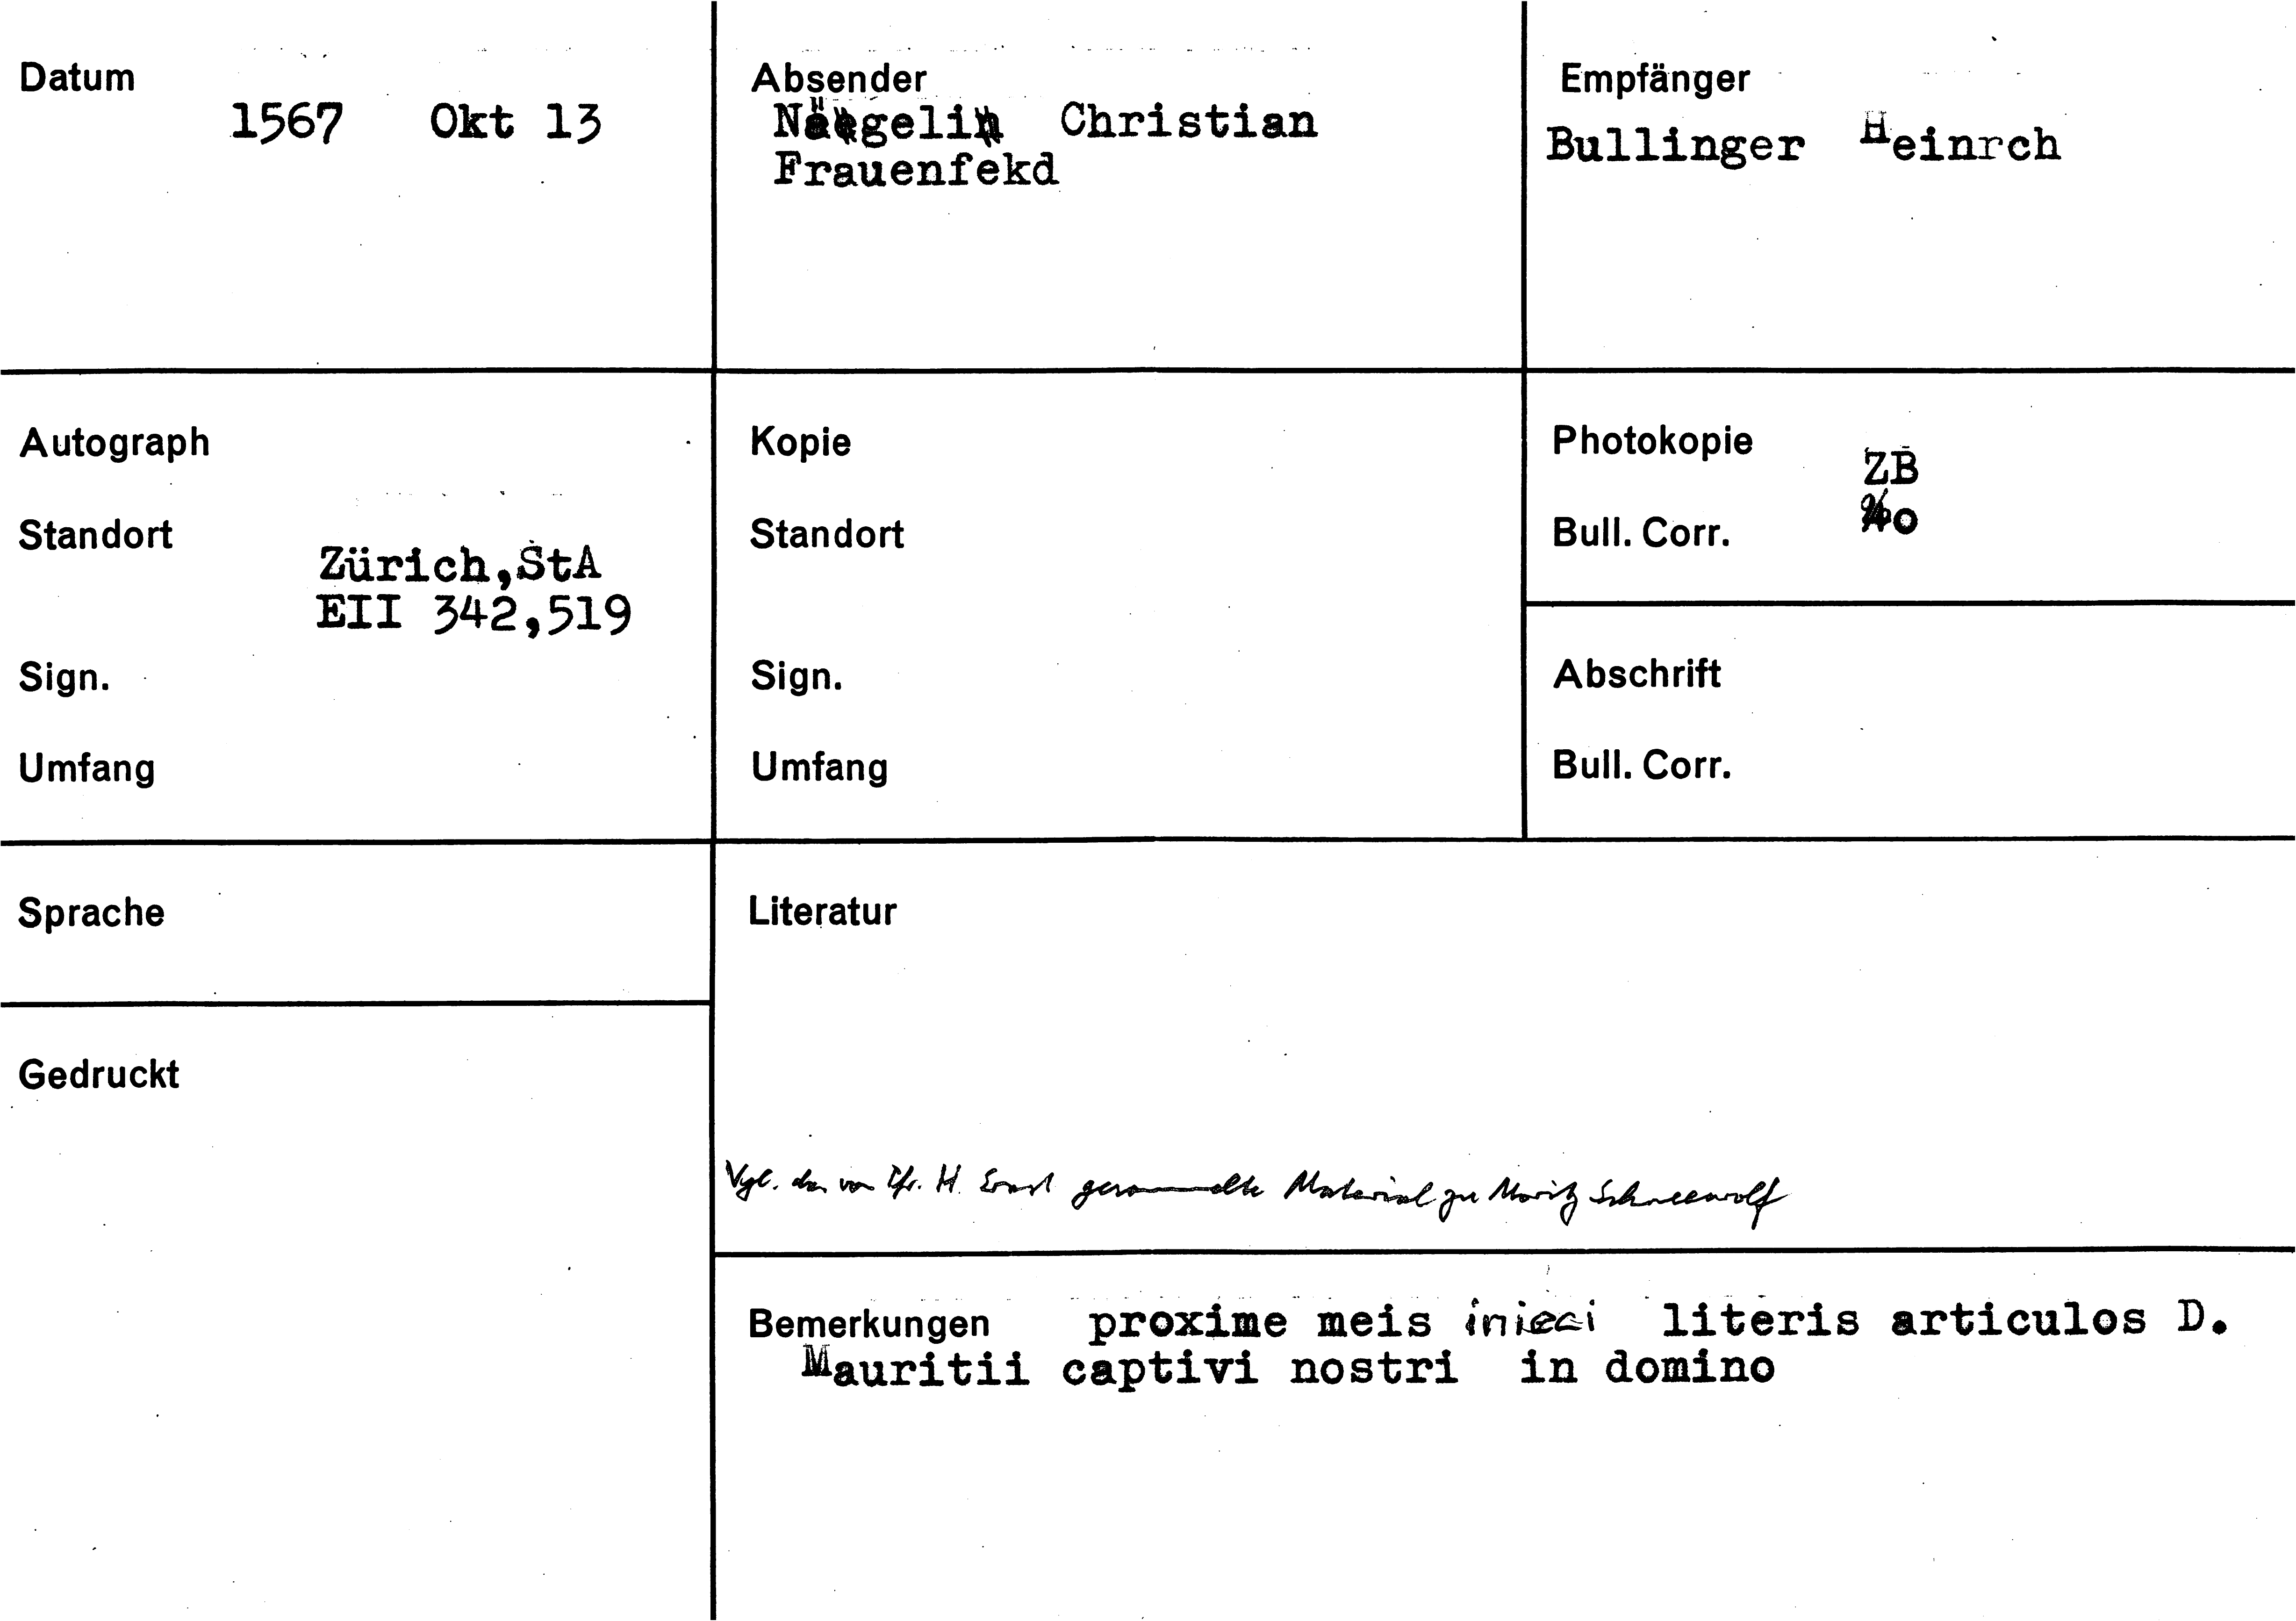 Datum
1567 Okt 13
Absender
Nägeli Christian
Frauenfekd
Empfänger
Bullinger Heinrch
Autograph
Standort
Zürich,StA
EII 342,519
Sign.
Umfang
Kopie
Standort
Sign.
Umfang
Photokopie
ZB
Bull. Corr.
Abschrift
Bull. Corr.
Sprache
Gedruckt
Literatur
Vgl. das von Pfr. H. Ernst gesammelte Material zu Moritz Schneewolf
Bemerkungen proxime meis inieci literis articulos D.
Mauritii captivi nostri in domino